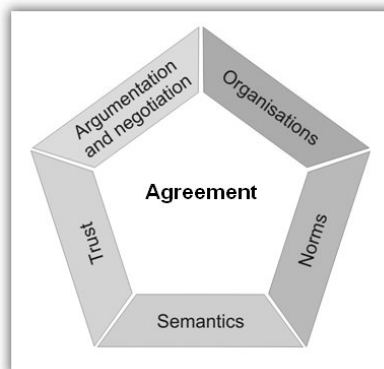 Argumentation
and negotiation
Organisations
Agreement
Trust
Norms
Semantics